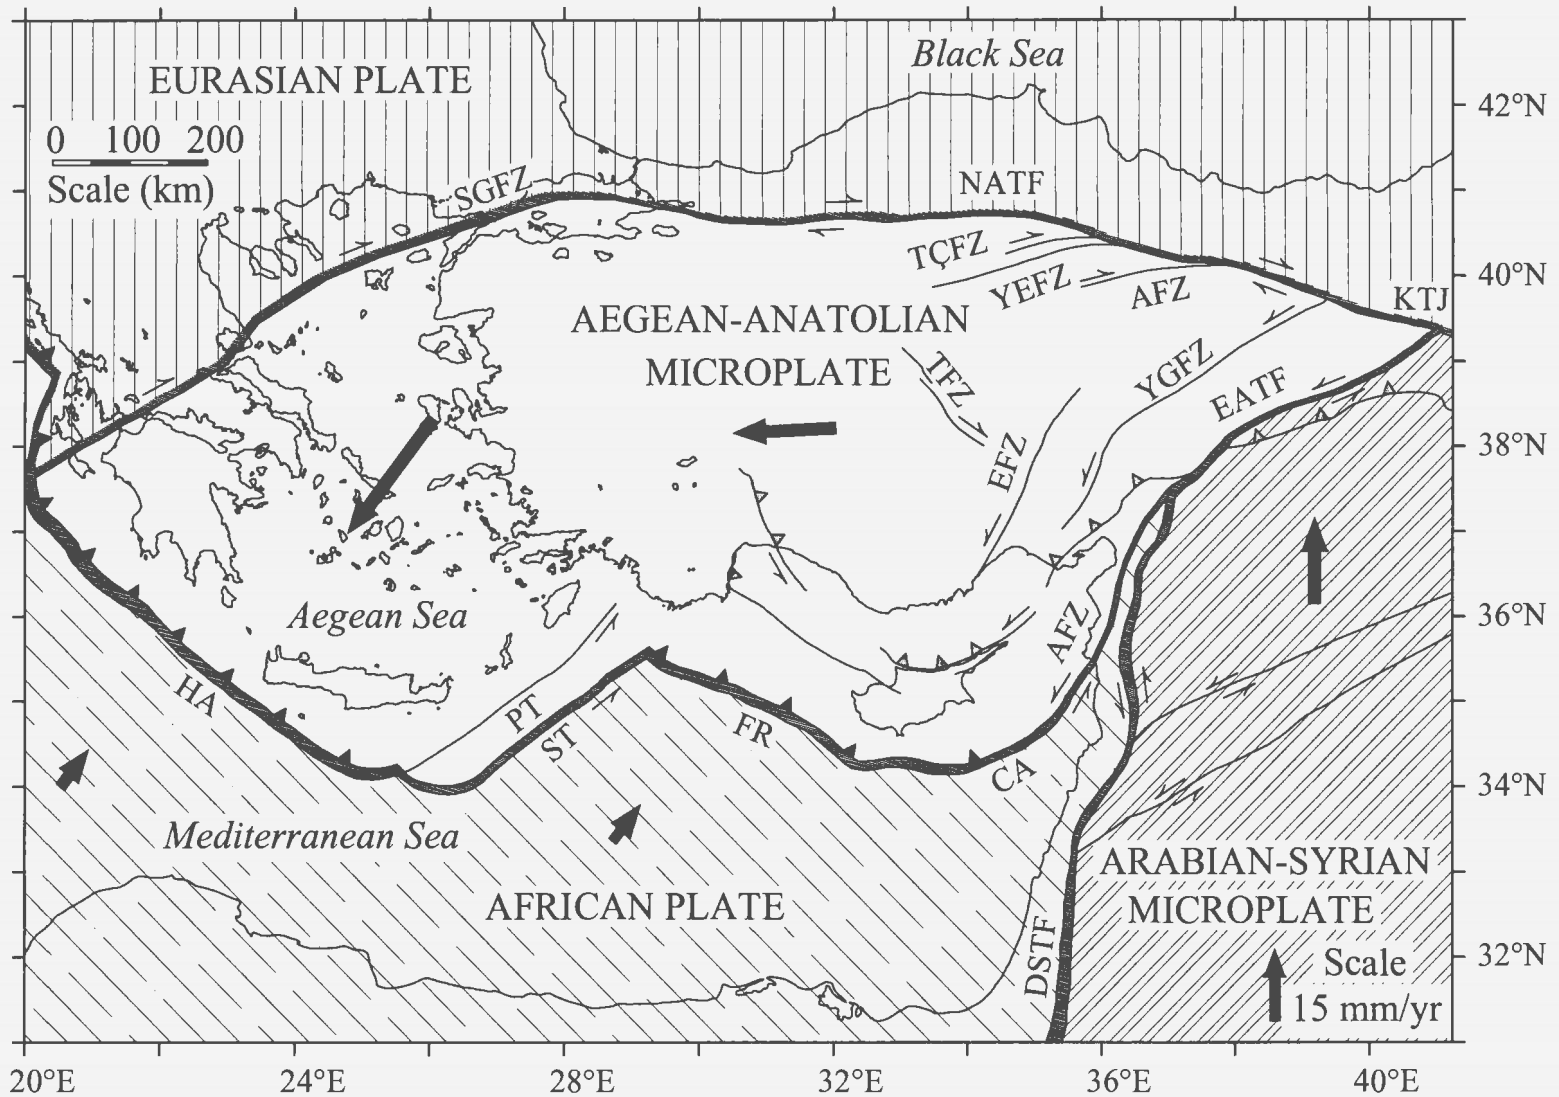 Black Sea
EURASIAN PLATE
42°N
0 100 200
Scale (km)
SGFZ
NATF
TÇFZ
40°N
YEFZ
AFZ
KTJ
AEGEAN-ANATOLIAN
MICROPLATE
TFZ
YGFZ
EATF
38°N
EFZ
Aegean Sea
36°N
AFZ
HA
PT
ST
FR
CA
34°N
Mediterranean Sea
ARABIAN-SYRIAN
MICROPLATE
AFRICAN PLATE
DSTF
32°N
Scale
15 mm/yr
20°E 24°E 28°E 32°E 36°E 40°E